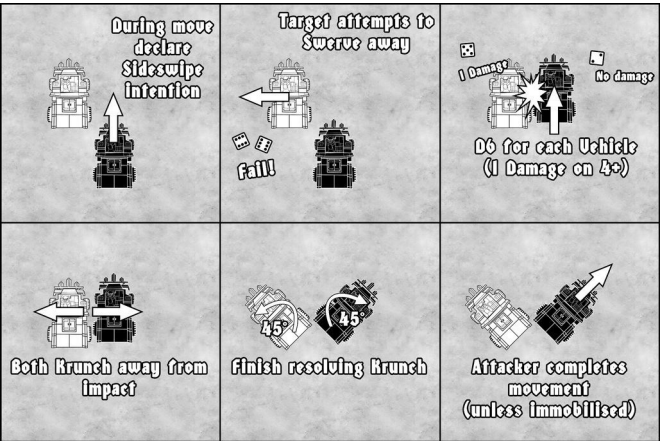 During move
declare
Sideswipe
intention
Target attempts to
Swerve away
Fail!
1 Damage
No damage
D6 for each Vehicle
(1 Damage on 4+)
Both Krunch away from
impact
45°
45°
Finish resolving Krunch
Attacker completes
movement
(unless immobilised)